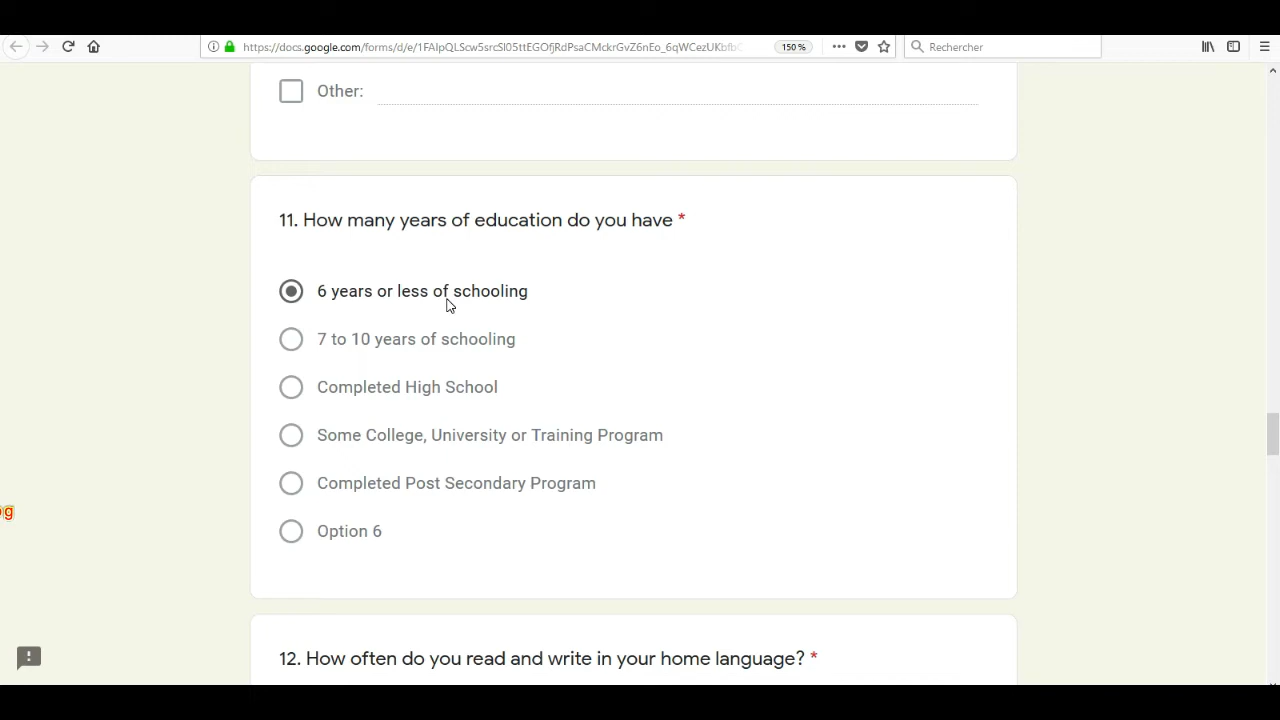 https://docs.google.com/forms/d/e/1FAIpQLScw5srcSl05ttEGOfjRdPsaCMckrGvZ6nEo_6qWCezUKbfb
150 %
Rechercher
Other:
11. How many years of education do you have *
6 years or less of schooling
7 to 10 years of schooling
Completed High School
Some College, University or Training Program
Completed Post Secondary Program
Option 6
og
12. How often do you read and write in your home language? *